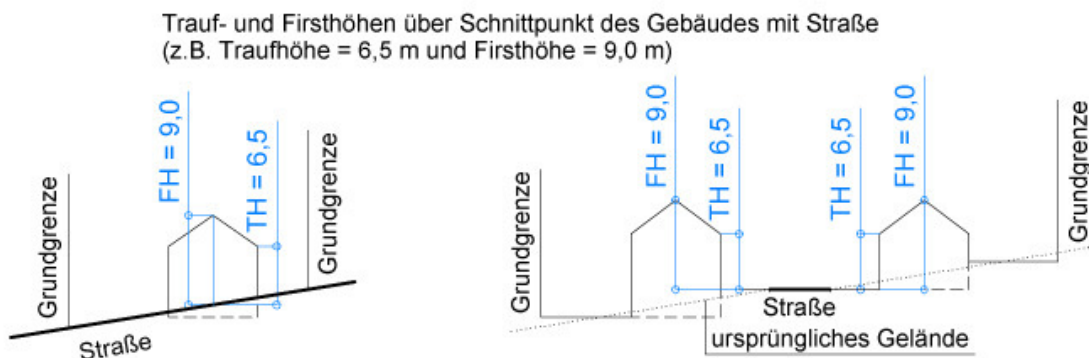 Trauf- und Firsthöhen über Schnittpunkt des Gebäudes mit Straße
(z.B. Traufhöhe = 6,5 m und Firsthöhe = 9,0 m)
Grundgrenze
FH = 9,0
TH = 6,5
Grundgrenze
Straße
Grundgrenze
FH = 9,0
TH = 6,5
TH = 6,5
FH = 9,0
Grundgrenze
Straße
ursprüngliches Gelände